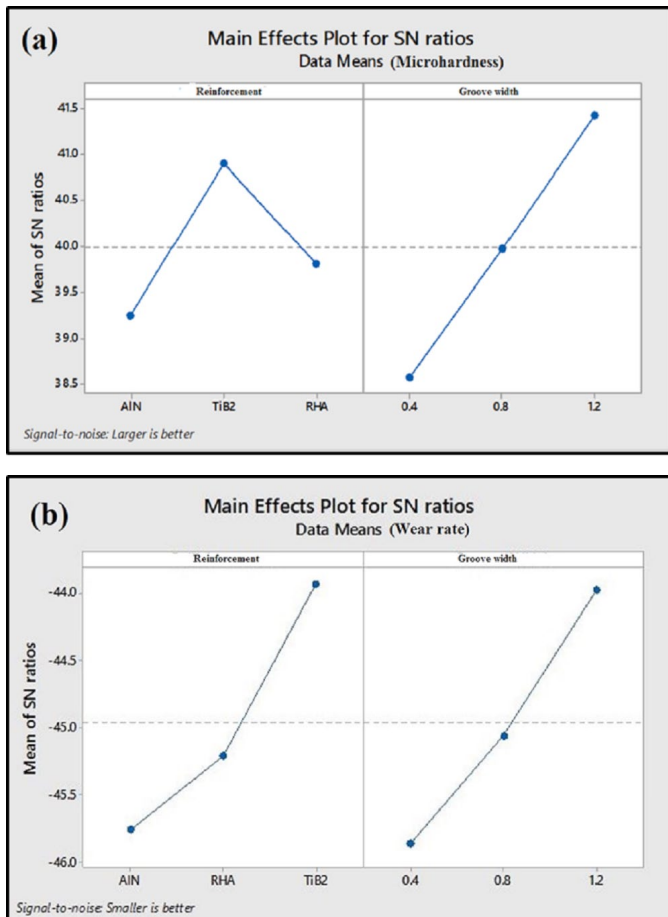 (a)
Main Effects Plot for SN ratios
Data Means (Microhardness)
Reinforcement Groove width
41.5
41.0
40.5
40.0
39.5
39.0
38.5
Mean of SN ratios
AlN TiB2 RHA 0.4 0.8 1.2
Signal-to-noise: Larger is better
(b)
Main Effects Plot for SN ratios
Data Means (Wear rate)
Reinforcement Groove width
-44.0
-44.5
-45.0
-45.5
-46.0
Mean of SN ratios
AlN RHA TiB2 0.4 0.8 1.2
Signal-to-noise: Smaller is better